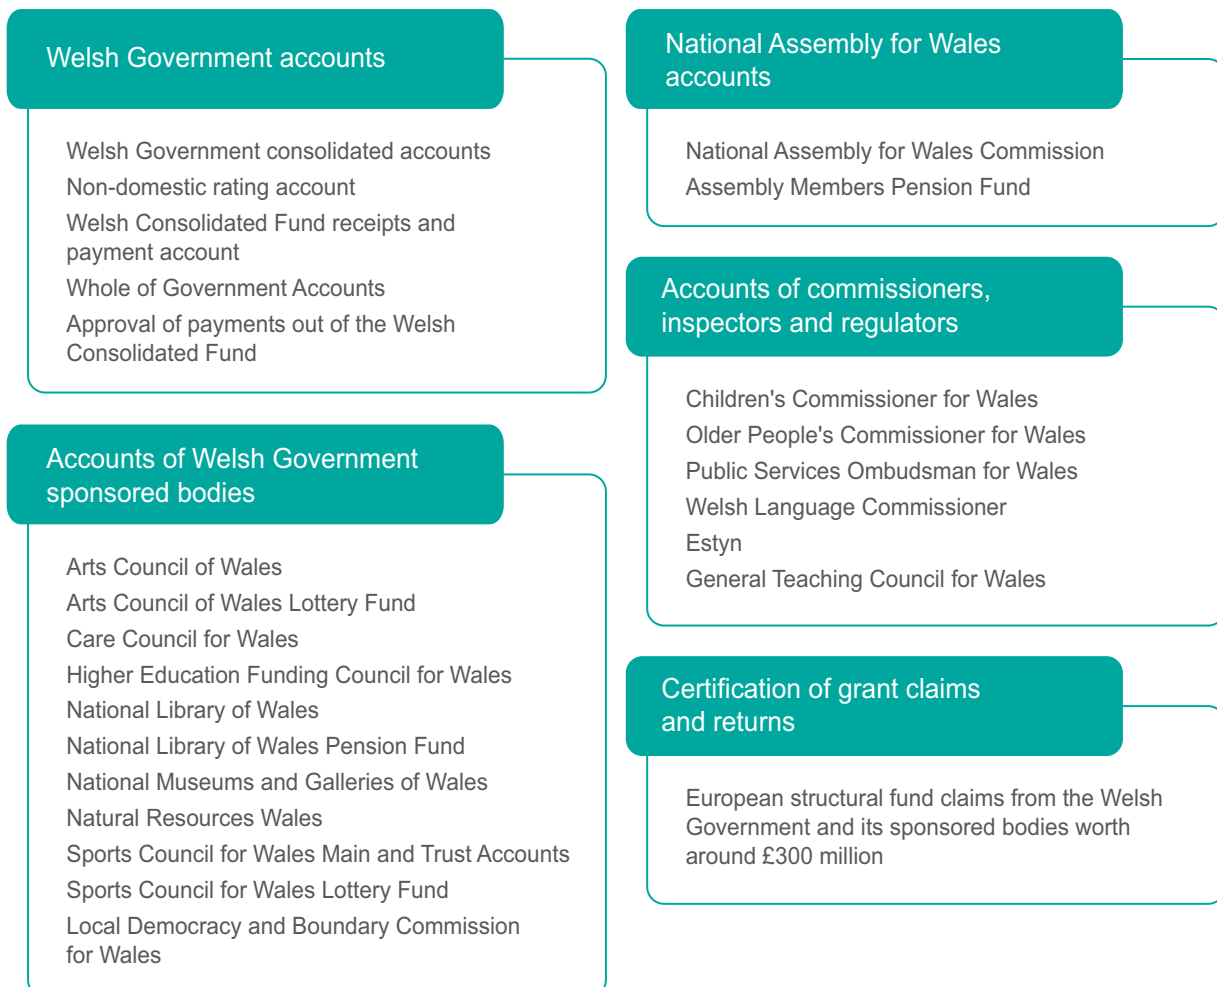 Welsh Government accounts
Welsh Government consolidated accounts
Non-domestic rating account
Welsh Consolidated Fund receipts and
payment account
Whole of Government Accounts
Approval of payments out of the Welsh
Consolidated Fund
Accounts of Welsh Government
sponsored bodies
Arts Council of Wales
Arts Council of Wales Lottery Fund
Care Council for Wales
Higher Education Funding Council for Wales
National Library of Wales
National Library of Wales Pension Fund
National Museums and Galleries of Wales
Natural Resources Wales
Sports Council for Wales Main and Trust Accounts
Sports Council for Wales Lottery Fund
Local Democracy and Boundary Commission
for Wales
National Assembly for Wales
accounts
National Assembly for Wales Commission
Assembly Members Pension Fund
Accounts of commissioners,
inspectors and regulators
Children's Commissioner for Wales
Older People's Commissioner for Wales
Public Services Ombudsman for Wales
Welsh Language Commissioner
Estyn
General Teaching Council for Wales
Certification of grant claims
and returns
European structural fund claims from the Welsh
Government and its sponsored bodies worth
around £300 million